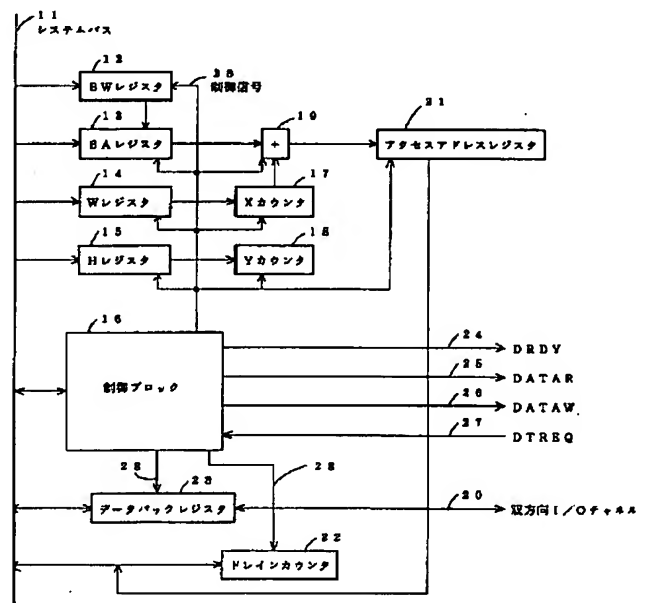 11
システムバス
12
BWレジスタ
28
制御信号
13
BAレジスタ
19
+
21
アクセスアドレスレジスタ
14
Wレジスタ
17
Xカウンタ
15
Hレジスタ
18
Yカウンタ
16
制御ブロック
24
DRDY
25
DATAR
26
DATAW
27
DTREQ
28
23
28
データパックレジスタ
20
双方向I/Oチャネル
22
ドレインカウンタ